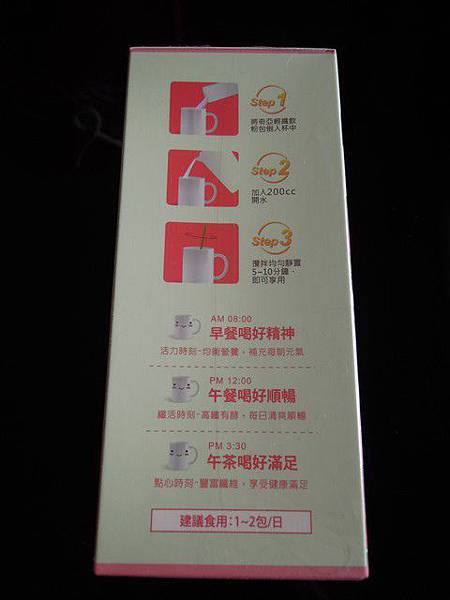 Step 1
將奇亞輕纖飲
粉包倒入杯中
Step 2
加入200cc
開水
Step 3
攪拌均勻靜置
5~10分鐘,
即可享用
AM 08:00
早餐喝好精神
活力時刻-均衡營養,補充每朝元氣
PM 12:00
午餐喝好順暢
纖活時刻-高纖有酵,每日清爽順暢
PM 3:30
午茶喝好滿足
點心時刻-豐富纖維,享受健康滿足
建議食用:1~2包/日